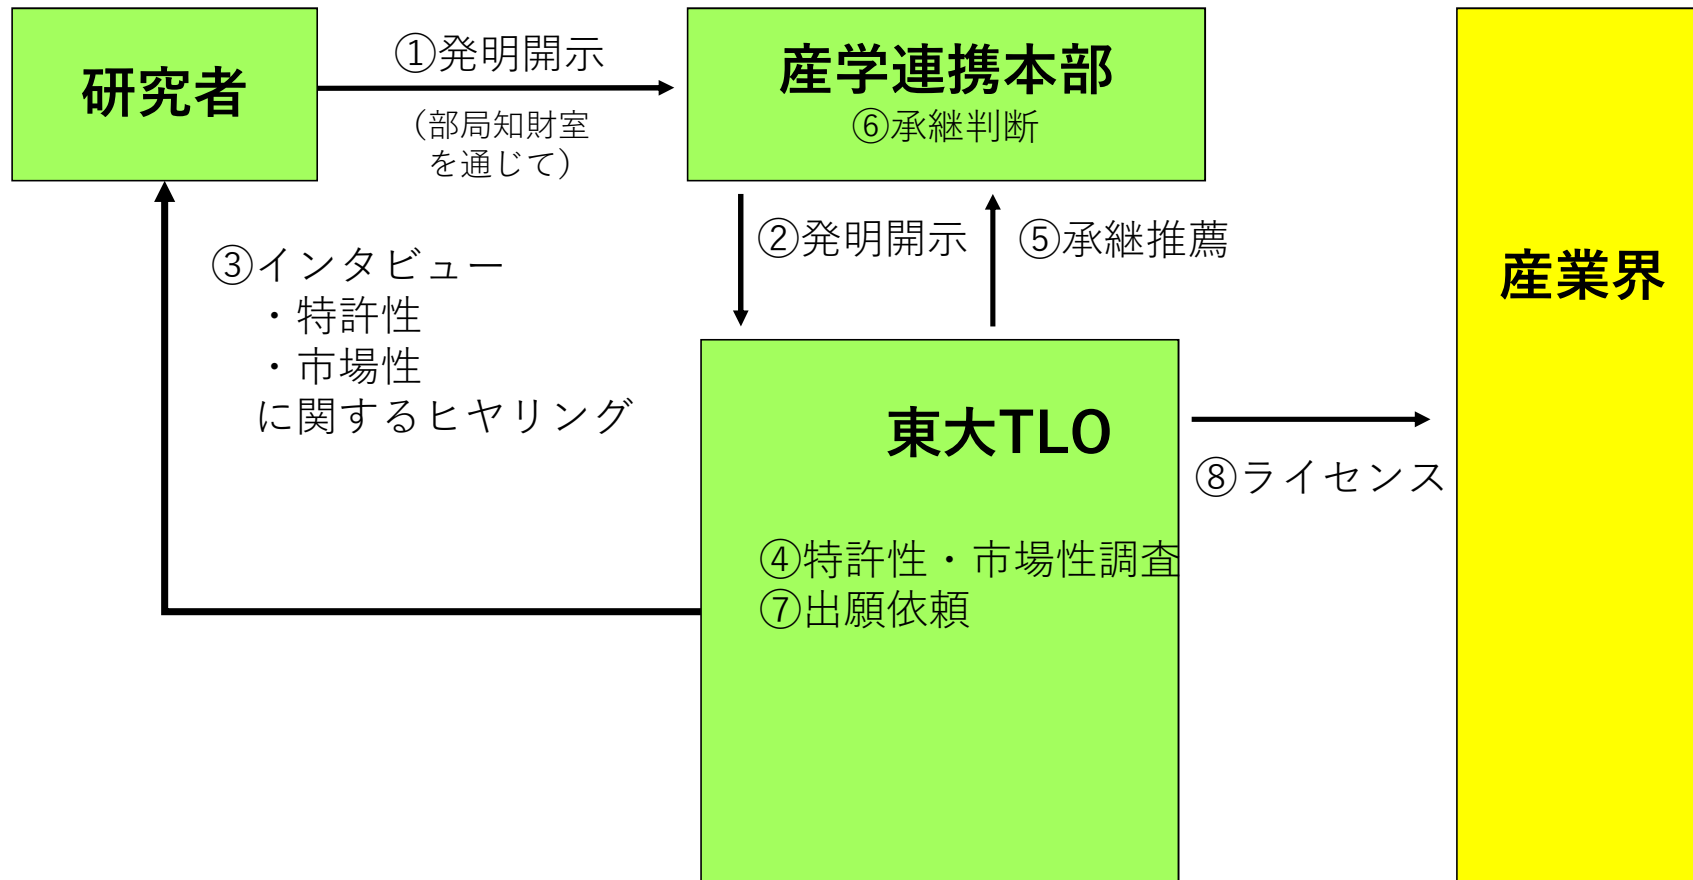 研究者
①発明開示
(部局知財室
を通じて)
産学連携本部
⑥承継判断
②発明開示
⑤承継推薦
③インタビュー
・特許性
・市場性
に関するヒヤリング
産業界
東大TLO
⑧ライセンス
④特許性・市場性調査
⑦出願依頼